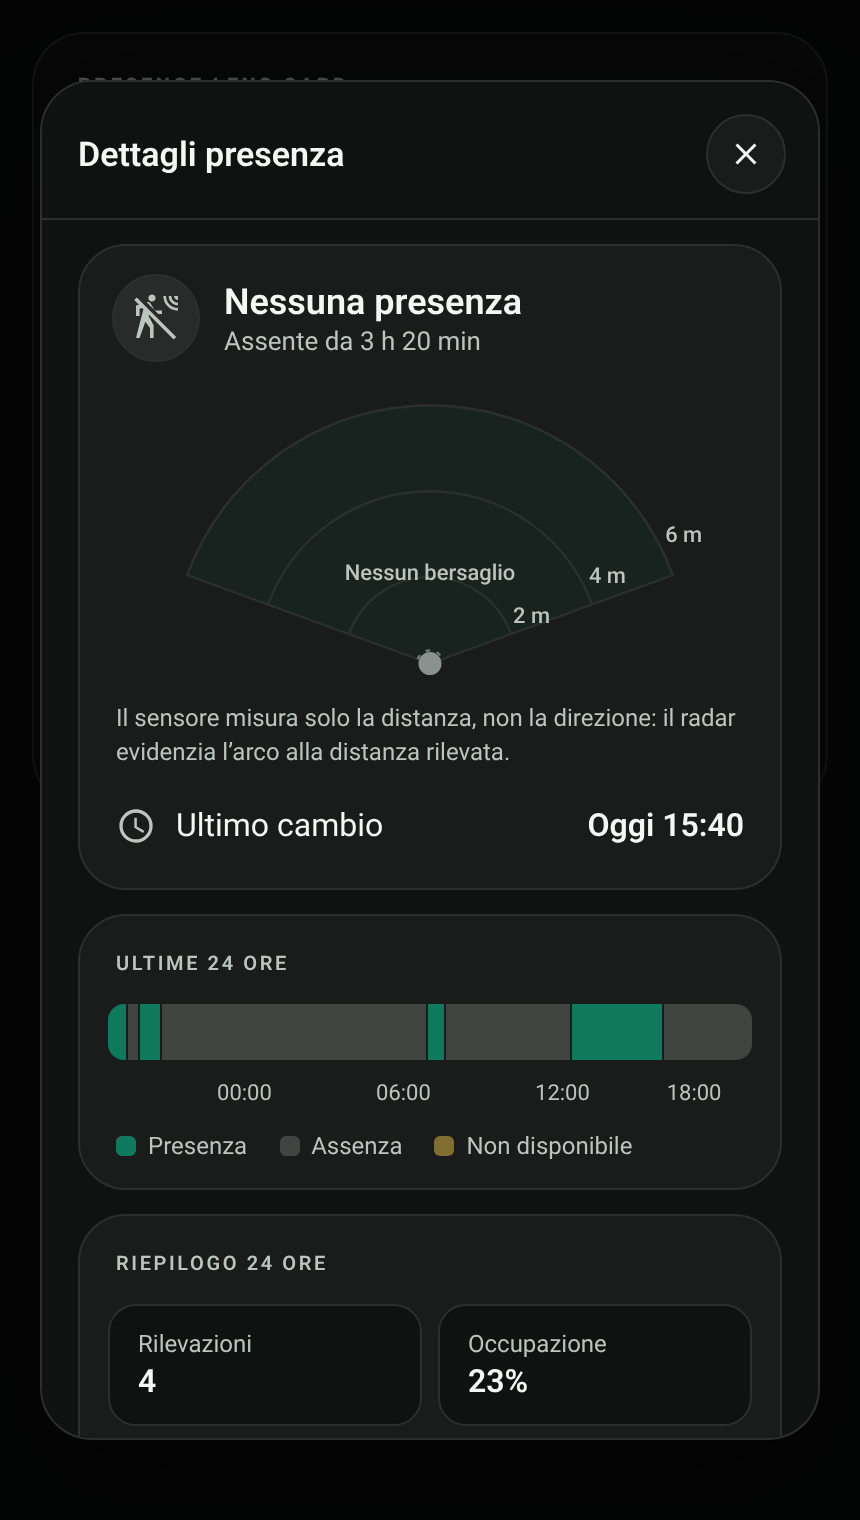 Dettagli presenza
Nessuna presenza
Assente da 3 h 20 min
6 m
Nessun bersaglio
4 m
2 m
Il sensore misura solo la distanza, non la direzione: il radar
evidenzia l’arco alla distanza rilevata.
Ultimo cambio
Oggi 15:40
ULTIME 24 ORE
00:00 06:00 12:00 18:00
Presenza Assenza Non disponibile
RIEPILOGO 24 ORE
Rilevazioni
4
Occupazione
23%